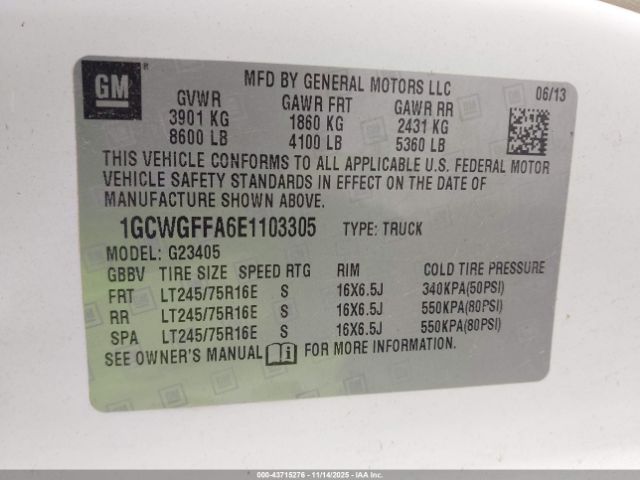 GM
MFD BY GENERAL MOTORS LLC
06/13
GVWR GAWR FRT GAWR RR
3901 KG 1860 KG 2431 KG
8600 LB 4100 LB 5360 LB
THIS VEHICLE CONFORMS TO ALL APPLICABLE U.S. FEDERAL MOTOR
VEHICLE SAFETY STANDARDS IN EFFECT ON THE DATE OF
MANUFACTURE SHOWN ABOVE.
1GCWGFFA6E1103305 TYPE: TRUCK
MODEL: G23405
GBBV TIRE SIZE SPEED RTG RIM COLD TIRE PRESSURE
FRT LT245/75R16E S 16X6.5J 340KPA(50PSI)
RR LT245/75R16E S 16X6.5J 550KPA(80PSI)
SPA LT245/75R16E S 16X6.5J 550KPA(80PSI)
SEE OWNER'S MANUAL FOR MORE INFORMATION.
000-43715276 - 11/14/2025 - IAAI.com